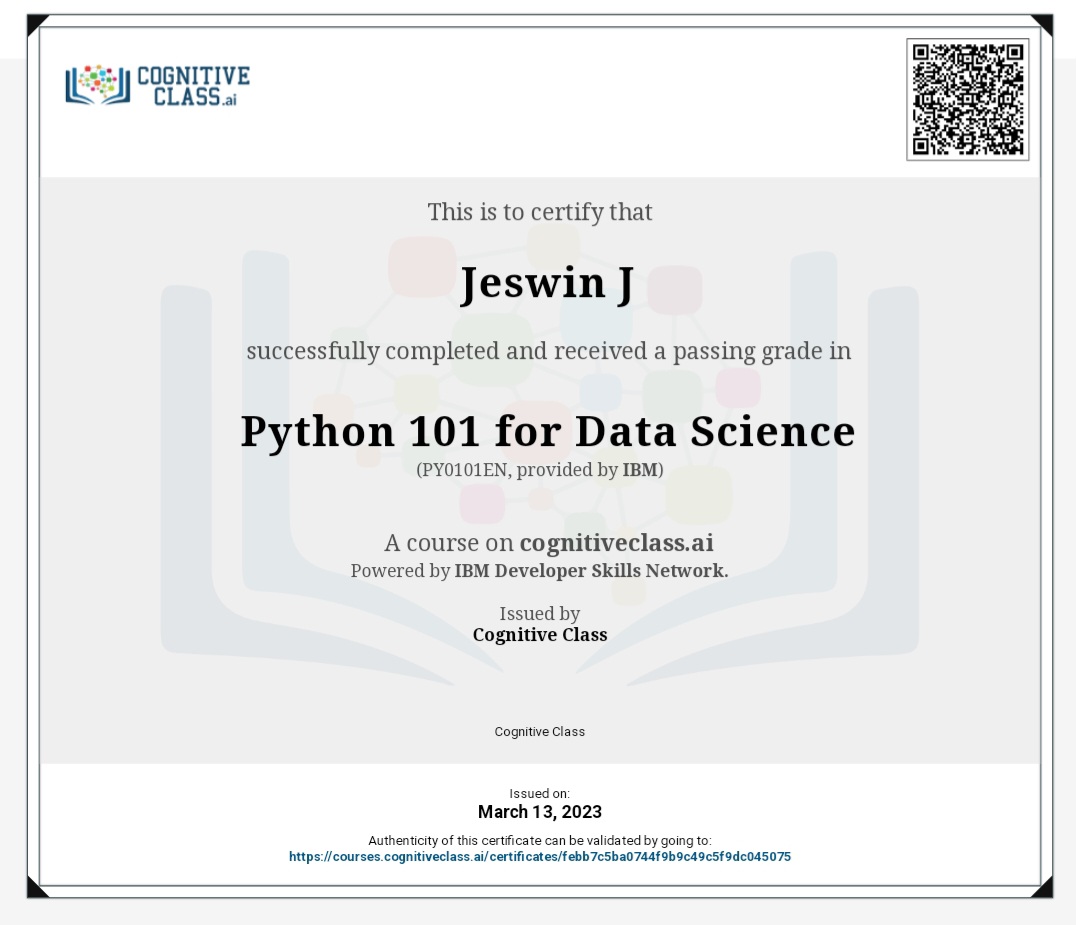 COGNITIVE
CLASS.ai
This is to certify that
Jeswin J
successfully completed and received a passing grade in
Python 101 for Data Science
(PY0101EN, provided by IBM)
A course on cognitiveclass.ai
Powered by IBM Developer Skills Network.
Issued by
Cognitive Class
Cognitive Class
Issued on:
March 13, 2023
Authenticity of this certificate can be validated by going to:
https://courses.cognitiveclass.ai/certificates/febb7c5ba0744f9b9c49c5f9dc045075